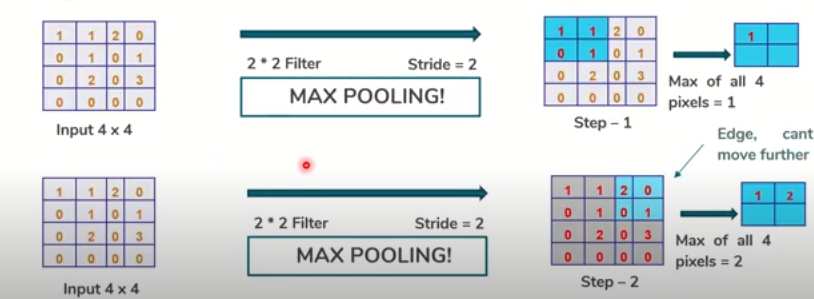 1 1 2 0
0 1 0 1
0 2 0 3
0 0 0 0
Input 4 x 4
2 * 2 Filter Stride = 2
MAX POOLING!
1 1 2 0
0 1 0 1
0 2 0 3
0 0 0 0
Step – 1
1
Max of all 4
pixels = 1
Edge, cant
move further
1 1 2 0
0 1 0 1
0 2 0 3
0 0 0 0
Input 4 x 4
2 * 2 Filter Stride = 2
MAX POOLING!
1 1 2 0
0 1 0 1
0 2 0 3
0 0 0 0
Step – 2
1 2
Max of all 4
pixels = 2